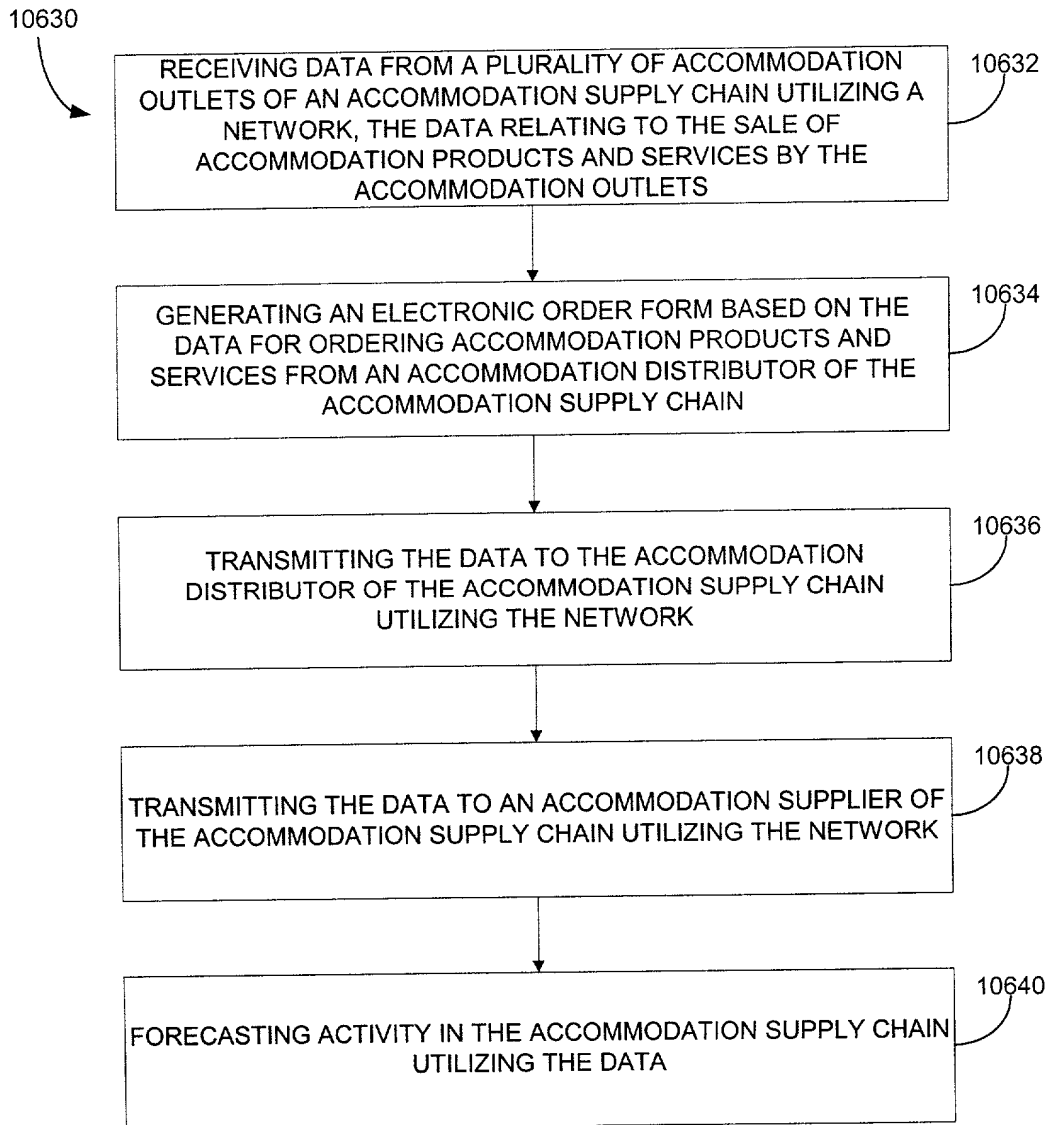 10630
RECEIVING DATA FROM A PLURALITY OF ACCOMMODATION
OUTLETS OF AN ACCOMMODATION SUPPLY CHAIN UTILIZING A
NETWORK, THE DATA RELATING TO THE SALE OF
ACCOMMODATION PRODUCTS AND SERVICES BY THE
ACCOMMODATION OUTLETS
10632
GENERATING AN ELECTRONIC ORDER FORM BASED ON THE
DATA FOR ORDERING ACCOMMODATION PRODUCTS AND
SERVICES FROM AN ACCOMMODATION DISTRIBUTOR OF THE
ACCOMMODATION SUPPLY CHAIN
10634
TRANSMITTING THE DATA TO THE ACCOMMODATION
DISTRIBUTOR OF THE ACCOMMODATION SUPPLY CHAIN
UTILIZING THE NETWORK
10636
TRANSMITTING THE DATA TO AN ACCOMMODATION SUPPLIER OF
THE ACCOMMODATION SUPPLY CHAIN UTILIZING THE NETWORK
10638
FORECASTING ACTIVITY IN THE ACCOMMODATION SUPPLY CHAIN
UTILIZING THE DATA
10640